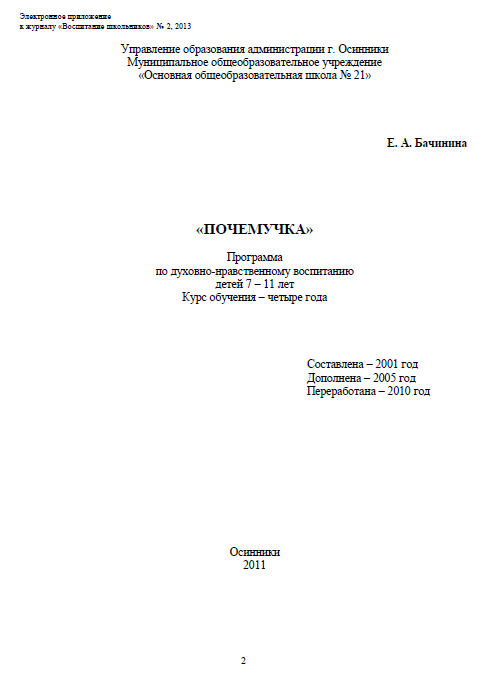 Электронное приложение
к журналу «Воспитание школьников» № 2, 2013
Управление образования администрации г. Осинники
Муниципальное общеобразовательное учреждение
«Основная общеобразовательная школа № 21»
Е. А. Бачинина
«ПОЧЕМУЧКА»
Программа
по духовно-нравственному воспитанию
детей 7 – 11 лет
Курс обучения – четыре года
Составлена – 2001 год
Дополнена – 2005 год
Переработана – 2010 год
Осинники
2011
2